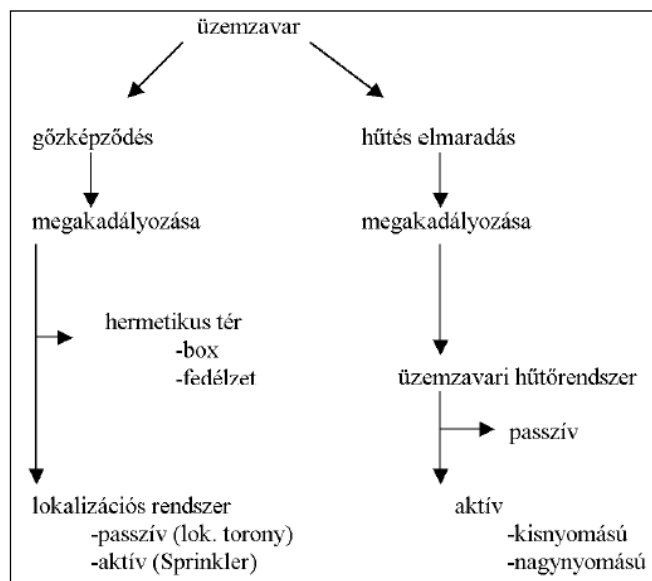 üzemzavar
gőzképződés
hűtés elmaradás
megakadályozása
megakadályozása
hermetikus tér
-box
-fedélzet
üzemzavari hűtőrendszer
passzív
lokalizációs rendszer
-passzív (lok. torony)
-aktív (Sprinkler)
aktív
-kisnyomású
-nagynyomású